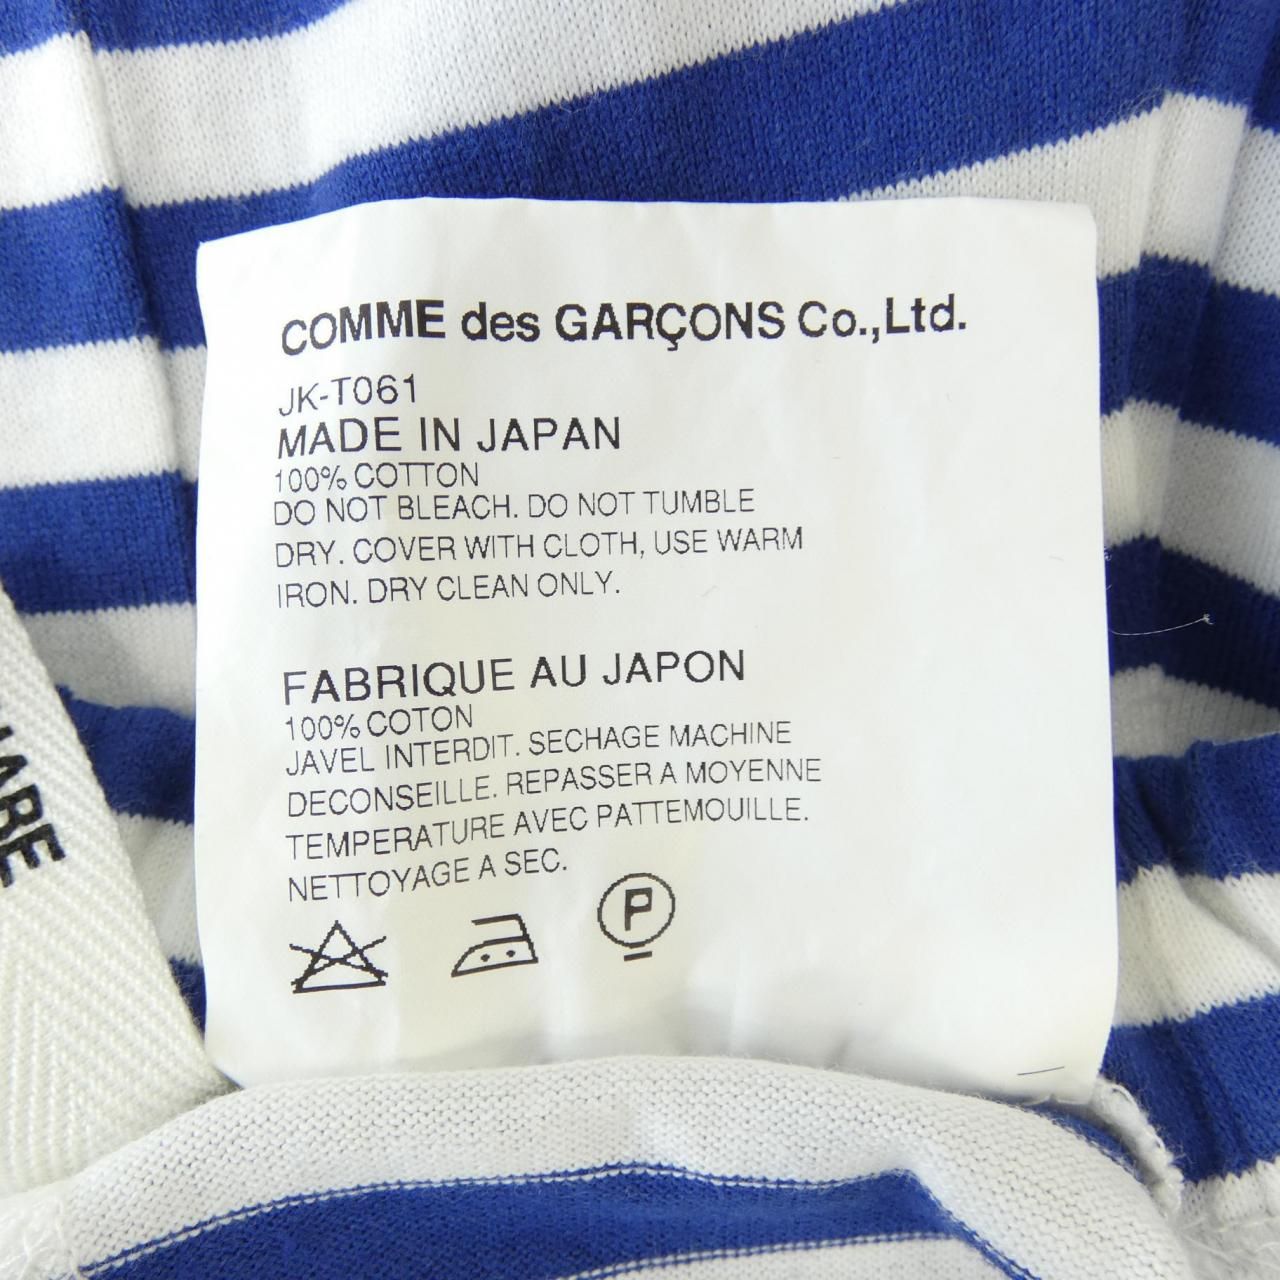 COMME des GARÇONS Co.,Ltd.
JK-T061
MADE IN JAPAN
100% COTTON
DO NOT BLEACH. DO NOT TUMBLE
DRY. COVER WITH CLOTH, USE WARM
IRON. DRY CLEAN ONLY.
FABRIQUE AU JAPON
100% COTON
JAVEL INTERDIT. SECHAGE MACHINE
DECONSEILLE. REPASSER A MOYENNE
TEMPERATURE AVEC PATTEMOUILLE.
NETTOYAGE A SEC.
P